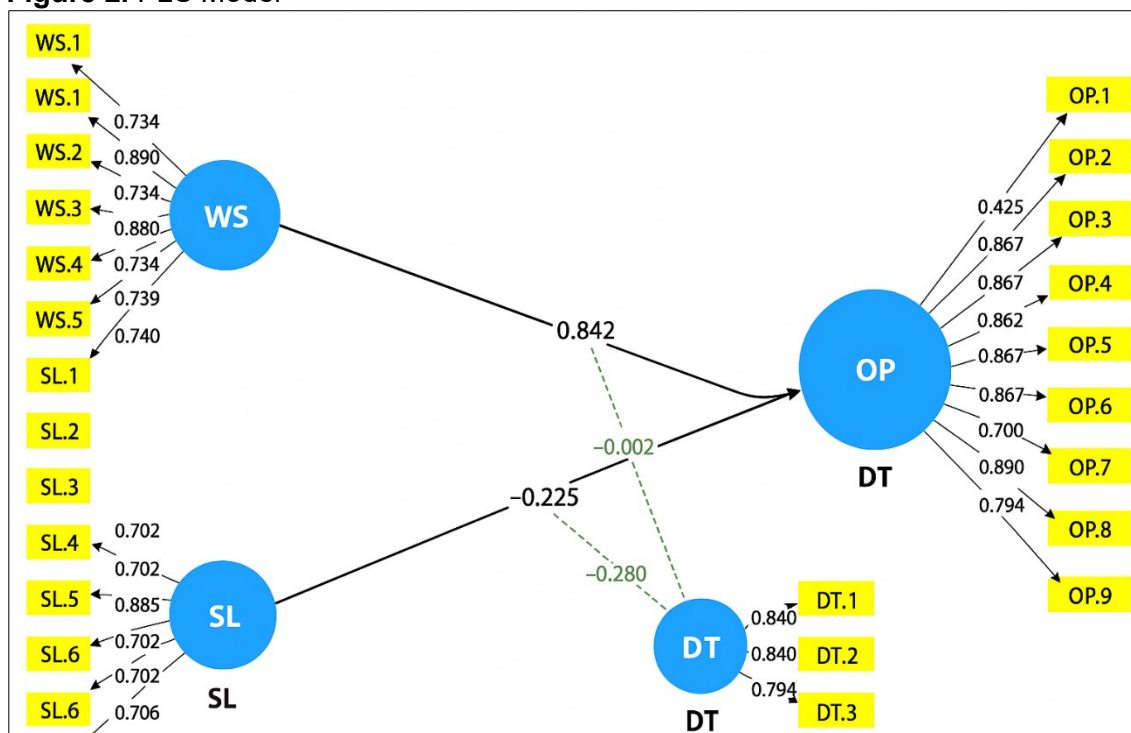 Figure 2. PLS Model
WS.1
WS.1
WS.2
WS.3
WS.4
WS.5
SL.1
SL.2
SL.3
SL.4
SL.5
SL.6
SL.6
0.734
0.890
0.734
0.880
0.734
0.739
0.740
WS
0.702
0.702
0.885
0.702
0.702
0.706
SL
SL
0.842
−0.002
−0.225
−0.280
OP
DT
0.425
0.867
0.867
0.862
0.867
0.867
0.700
0.890
0.794
OP.1
OP.2
OP.3
OP.4
OP.5
OP.6
OP.7
OP.8
OP.9
DT
DT
0.840
0.840
0.794
DT.1
DT.2
DT.3